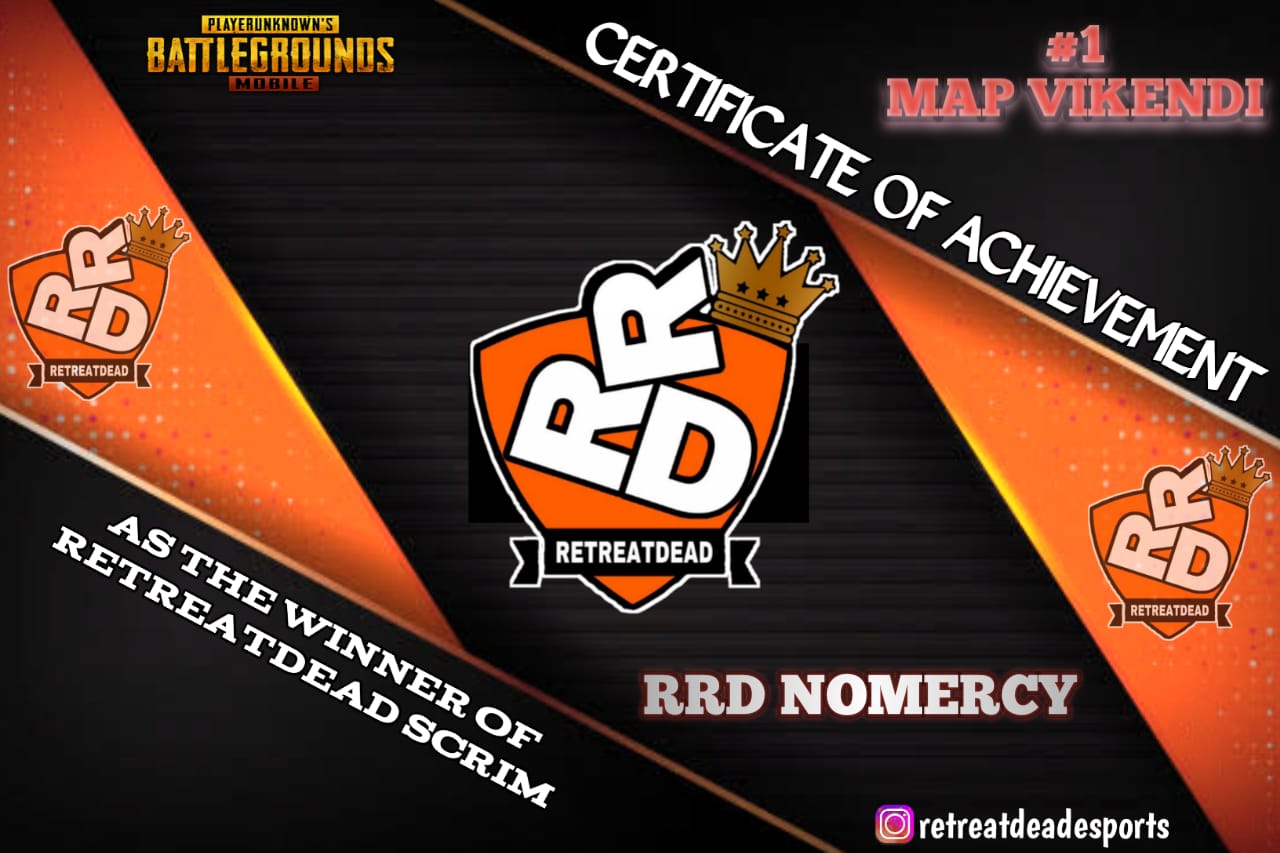 PLAYERUNKNOWN'S
BATTLEGROUNDS
MOBILE
#1
MAP VIKENDI
CERTIFICATE OF ACHIEVEMENT
RRD
RETREATDEAD
RRD
RETREATDEAD
RRD
RETREATDEAD
AS THE WINNER OF
RETREATDEAD SCRIM
RRD NOMERCY
retreatdeadesports